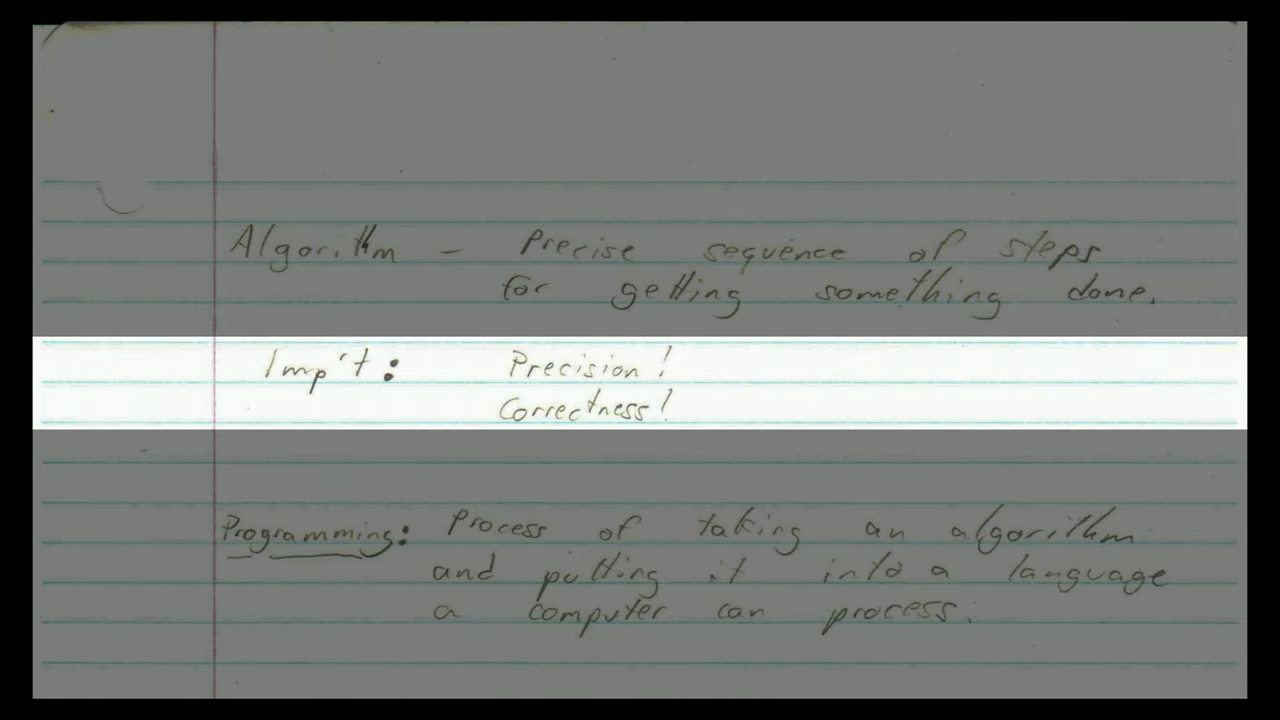 Algorithm - Precise sequence of steps
for getting something done.
Imp't: Precision!
Correctness!
Programming: Process of taking an algorithm
and putting it into a language
a computer can process.